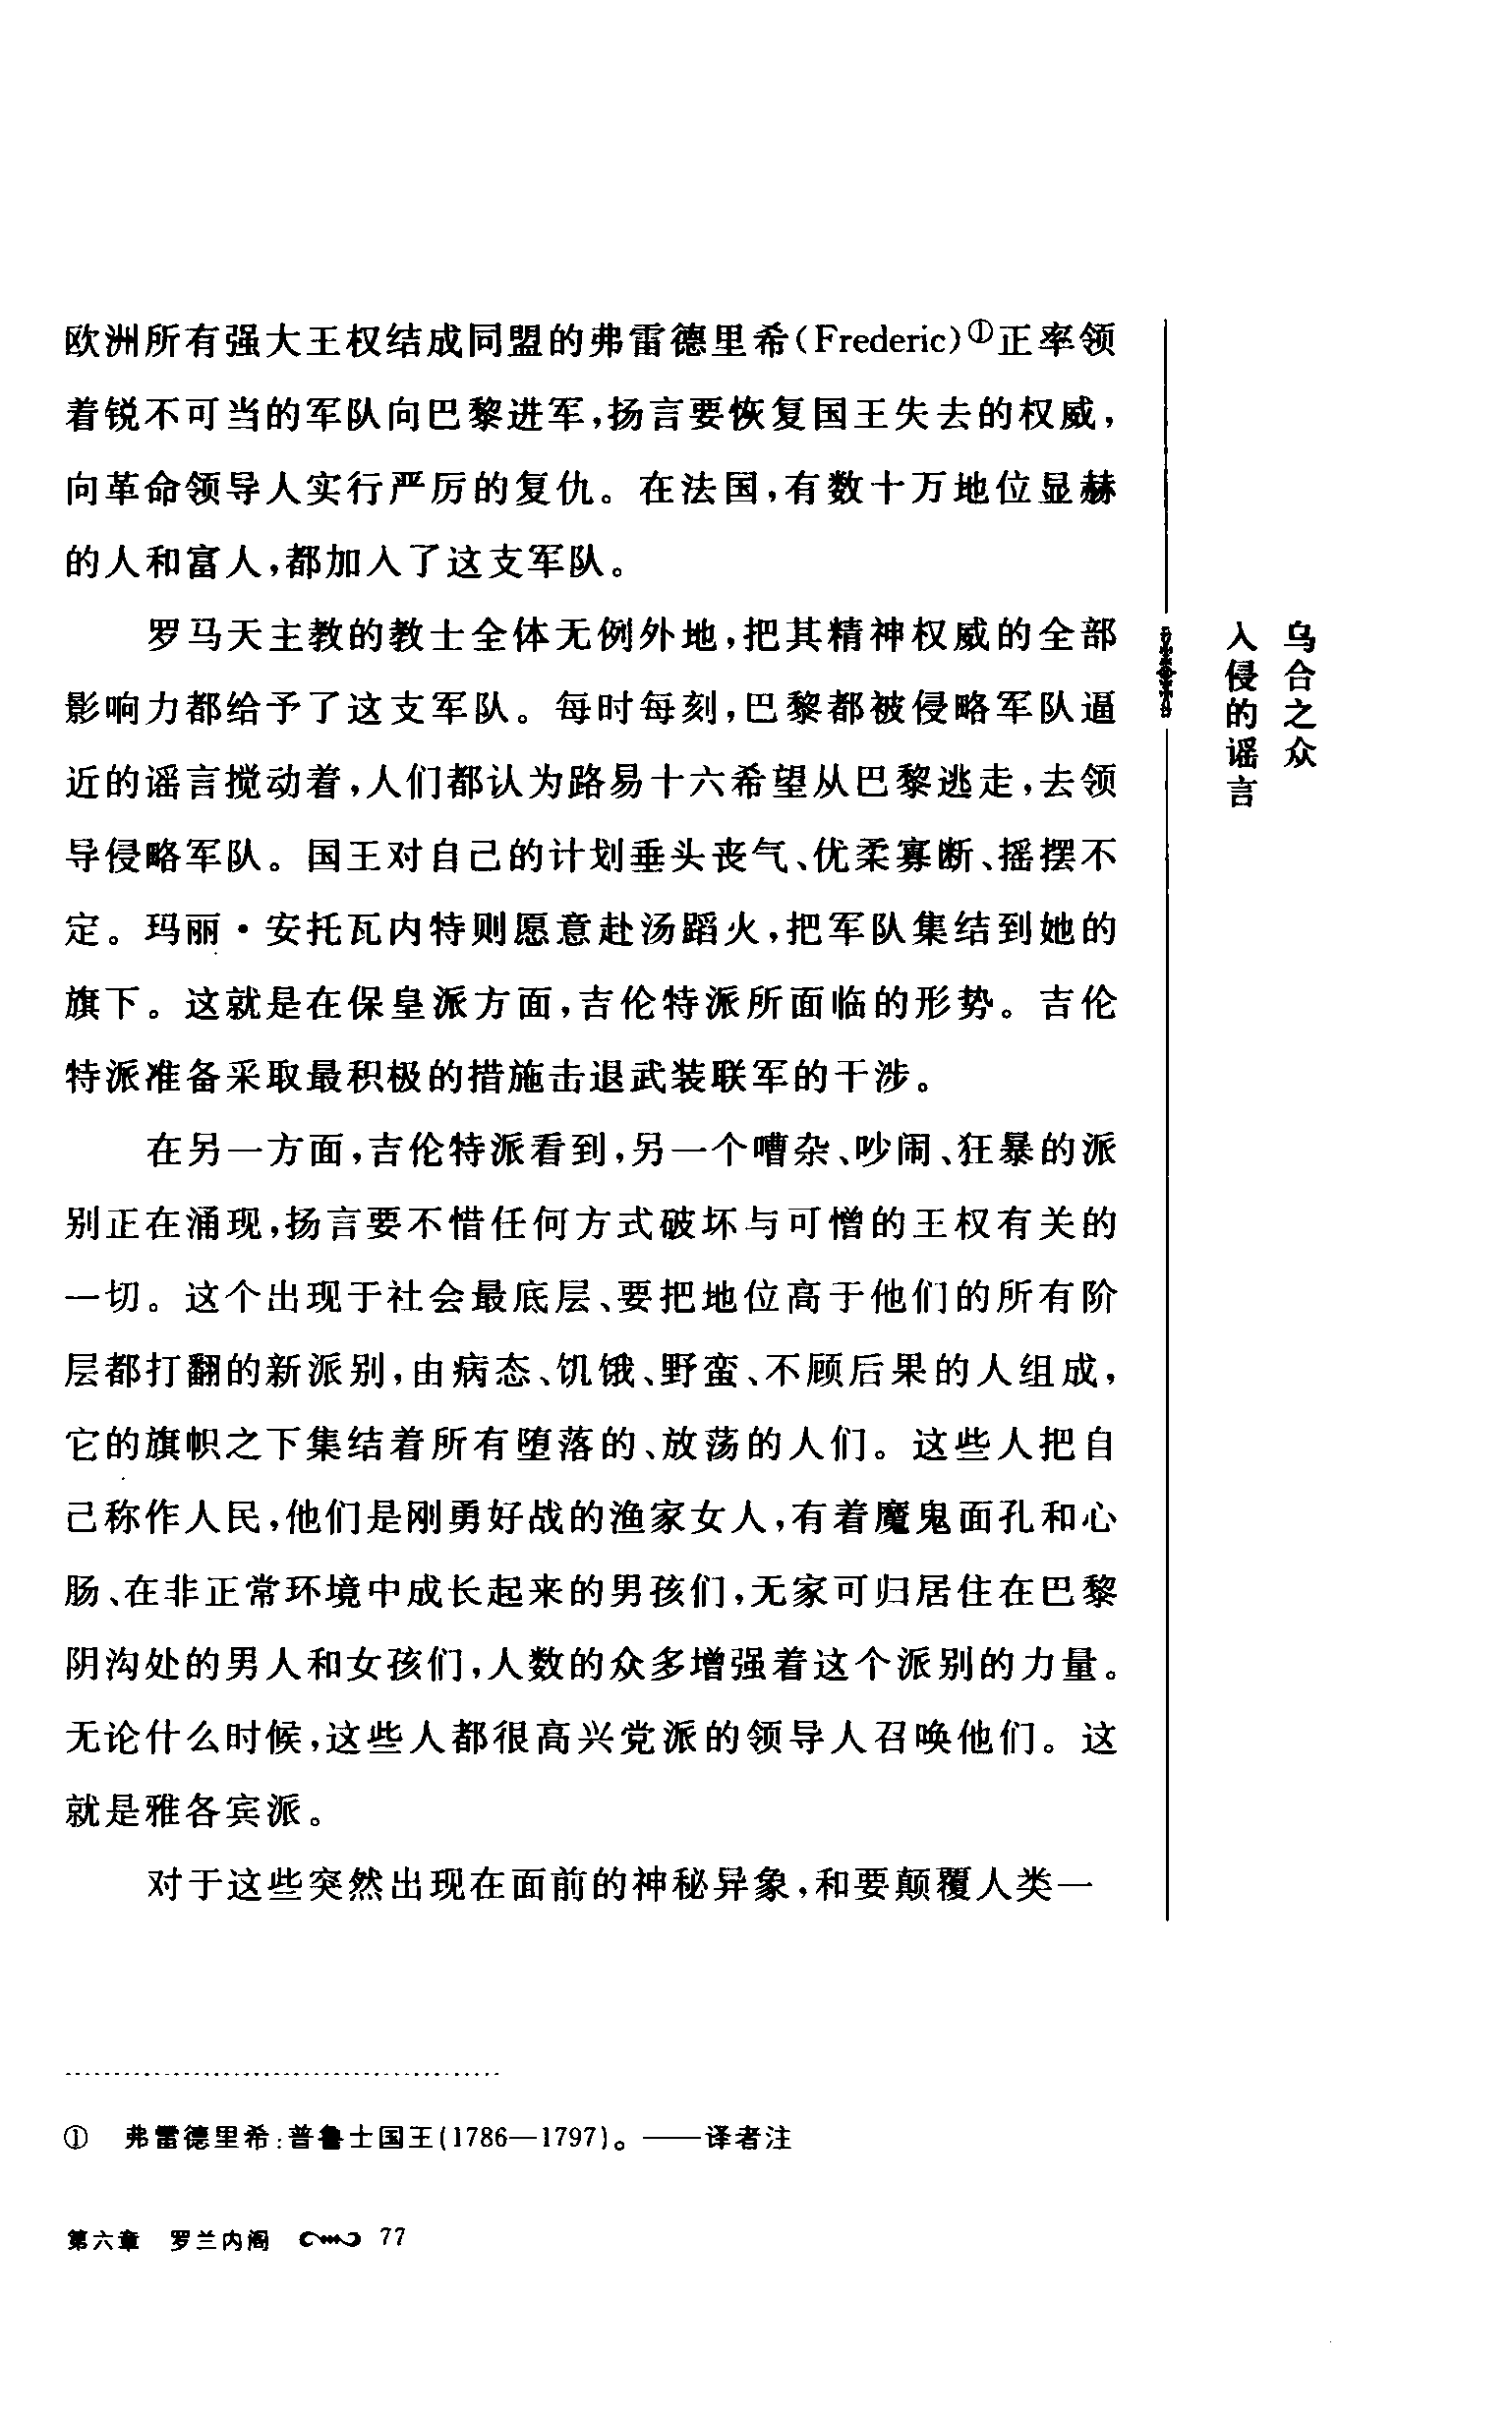 欧洲所有强大王权结成同盟的弗雷德里希(Frederic)①正率领
着锐不可当的军队向巴黎进军,扬言要恢复国王失去的权威,
向革命领导人实行严厉的复仇。在法国,有数十万地位显赫
的人和富人,都加入了这支军队。
罗马天主教的教士全体无例外地,把其精神权威的全部
影响力都给予了这支军队。每时每刻,巴黎都被侵略军队逼
近的谣言搅动着,人们都认为路易十六希望从巴黎逃走,去领
导侵略军队。国王对自己的计划垂头丧气、优柔寡断、摇摆不
定。玛丽·安托瓦内特则愿意赴汤蹈火,把军队集结到她的
旗下。这就是在保皇派方面,吉伦特派所面临的形势。吉伦
特派准备采取最积极的措施击退武装联军的干涉。
在另一方面,吉伦特派看到,另一个嘈杂、吵闹、狂暴的派
别正在涌现,扬言要不惜任何方式破坏与可憎的王权有关的
一切。这个出现于社会最底层、要把地位高于他们的所有阶
层都打翻的新派别,由病态、饥饿、野蛮、不顾后果的人组成,
它的旗帜之下集结着所有堕落的、放荡的人们。这些人把自
己称作人民,他们是刚勇好战的渔家女人,有着魔鬼面孔和心
肠、在非正常环境中成长起来的男孩们,无家可归居住在巴黎
阴沟处的男人和女孩们,人数的众多增强着这个派别的力量。
无论什么时候,这些人都很高兴党派的领导人召唤他们。这
就是雅各宾派。
对于这些突然出现在面前的神秘异象,和要颠覆人类一
乌合之众
入侵的谣言
① 弗雷德里希:普鲁士国王(1786—1797)。——译者注
第六章 罗兰内阁 77